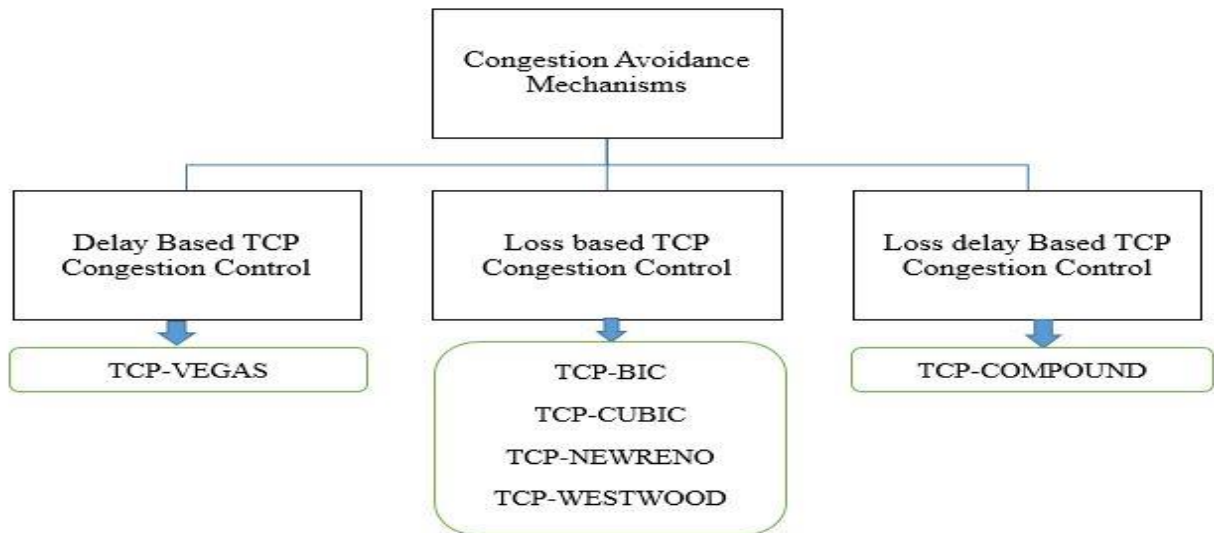 Congestion Avoidance
Mechanisms
Delay Based TCP
Congestion Control
Loss based TCP
Congestion Control
Loss delay Based TCP
Congestion Control
TCP-VEGAS
TCP-BIC
TCP-CUBIC
TCP-NEWRENO
TCP-WESTWOOD
TCP-COMPOUND